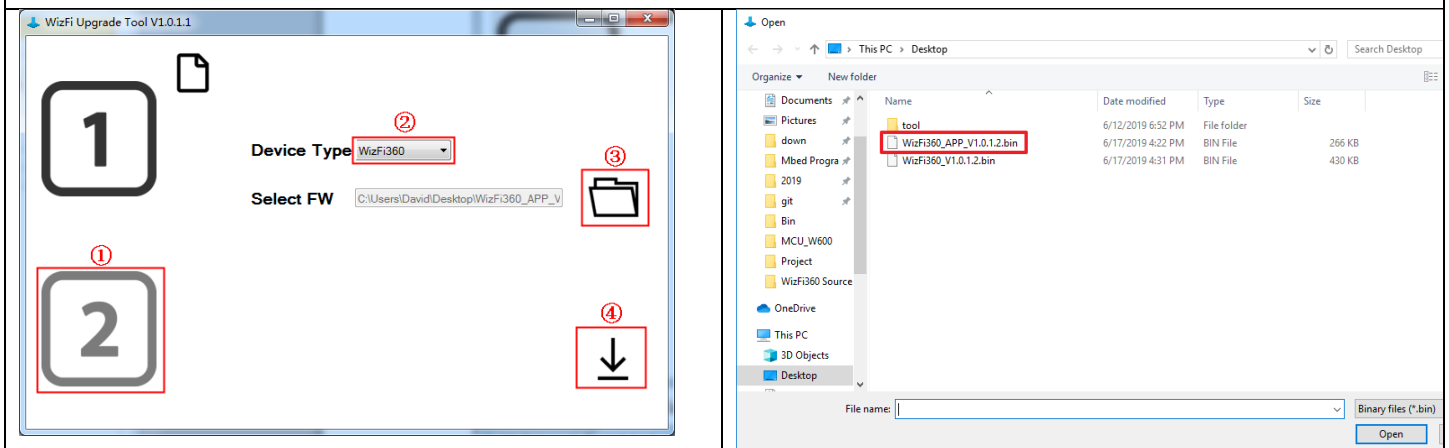 WizFi Upgrade Tool V1.0.1.1
1
②
Device Type WizFi360
③
Select FW C:\Users\David\Desktop\WizFi360_APP_V
①
2
④
Open
This PC > Desktop
Search Desktop
Organize New folder
Documents
Pictures
down
Mbed Progra
2019
git
Bin
MCU_W600
Project
WizFi360 Source
OneDrive
This PC
3D Objects
Desktop
Name Date modified Type Size
tool 6/12/2019 6:52 PM File folder
WizFi360_APP_V1.0.1.2.bin 6/17/2019 4:22 PM BIN File 266 KB
WizFi360_V1.0.1.2.bin 6/17/2019 4:31 PM BIN File 430 KB
File name:
Binary files (*.bin)
Open